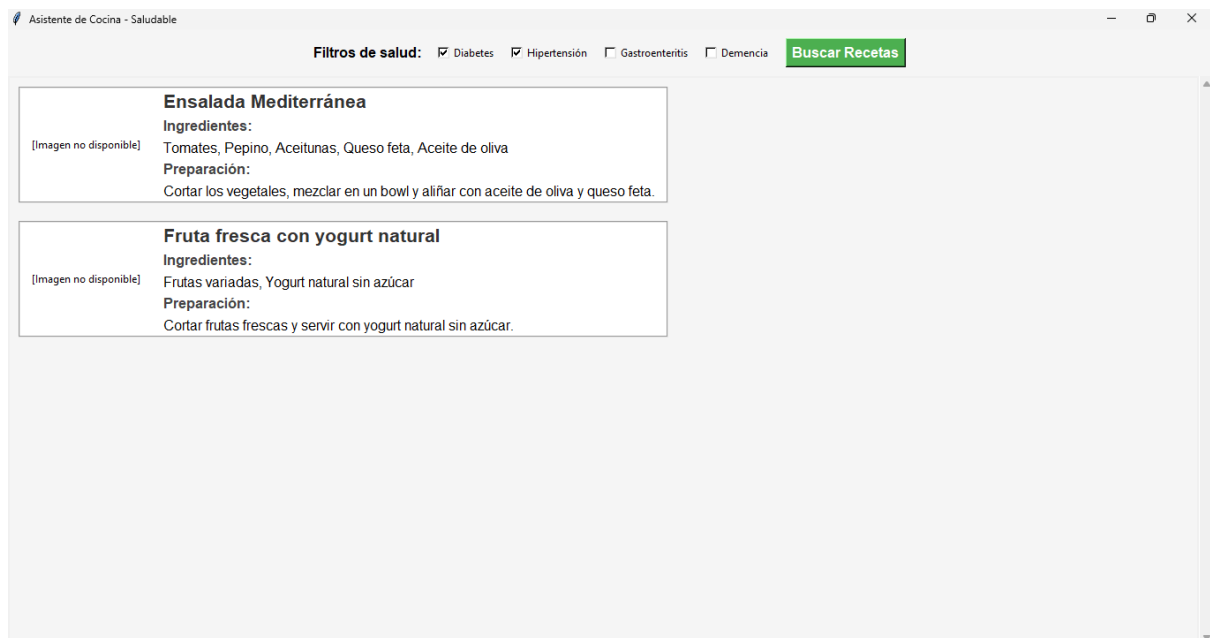 Asistente de Cocina - Saludable
Filtros de salud: Diabetes Hipertensión Gastroenteritis Demencia Buscar Recetas
Ensalada Mediterránea
Ingredientes:
[Imagen no disponible]
Tomates, Pepino, Aceitunas, Queso feta, Aceite de oliva
Preparación:
Cortar los vegetales, mezclar en un bowl y aliñar con aceite de oliva y queso feta.
Fruta fresca con yogurt natural
Ingredientes:
[Imagen no disponible]
Frutas variadas, Yogurt natural sin azúcar
Preparación:
Cortar frutas frescas y servir con yogurt natural sin azúcar.